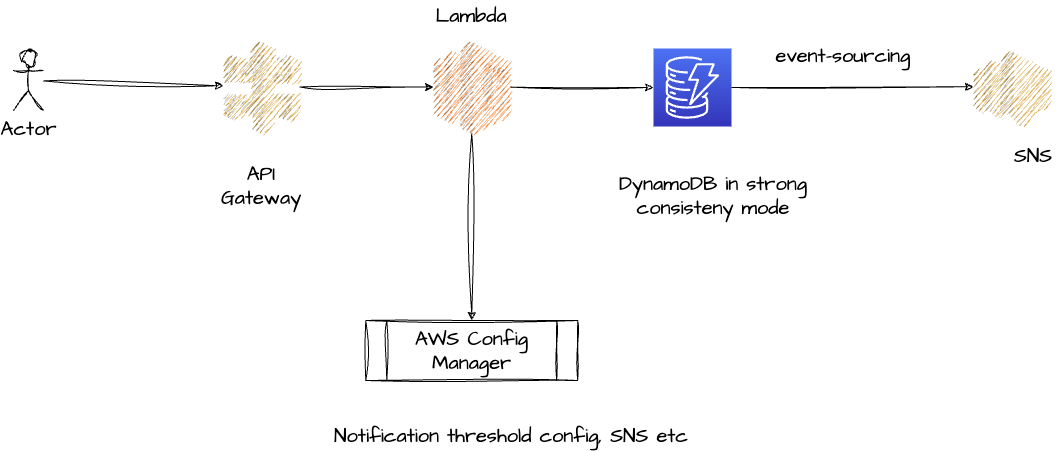 Lambda
event-sourcing
Actor
SNS
API
Gateway
DynamoDB in strong
consisteny mode
AWS Config
Manager
Notification threshold config, SNS etc